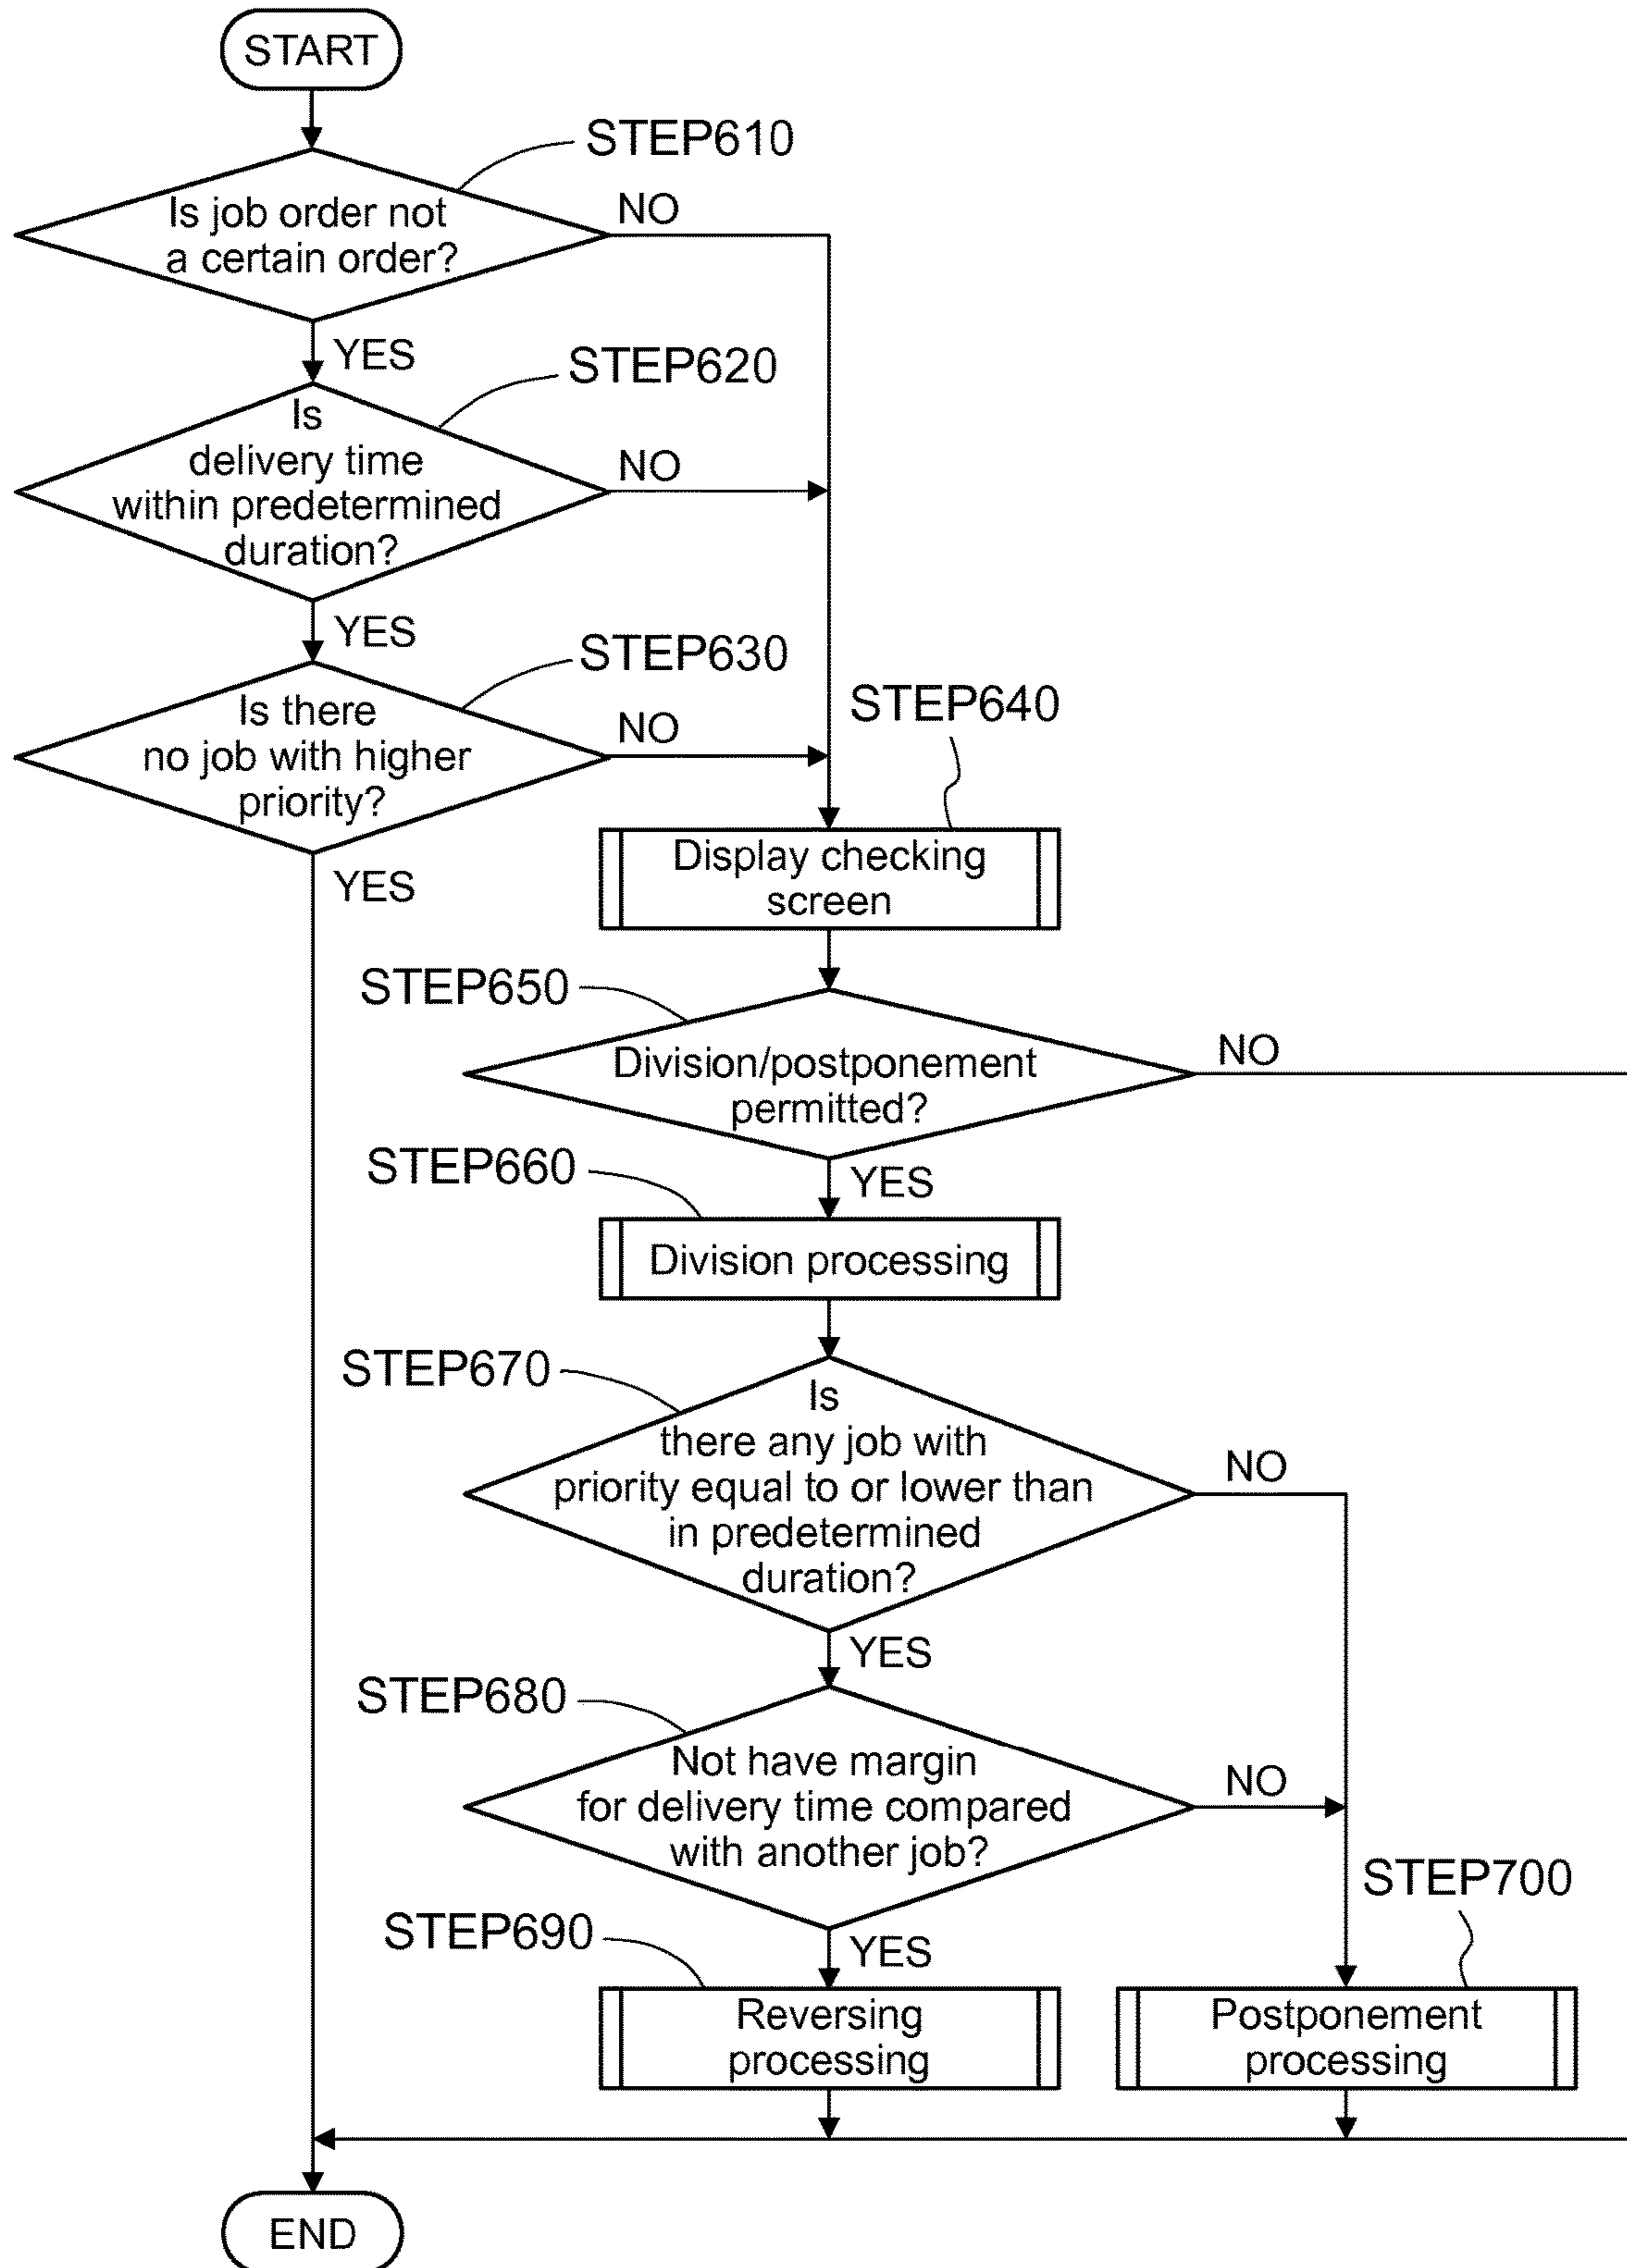 START
STEP610
Is job order not
a certain order?
NO
YES
STEP620
Is
delivery time
within predetermined
duration?
NO
YES
STEP630
Is there
no job with higher
priority?
NO
YES
STEP640
Display checking
screen
STEP650
Division/postponement
permitted?
NO
YES
STEP660
Division processing
STEP670
Is
there any job with
priority equal to or lower than
in predetermined
duration?
NO
YES
STEP680
Not have margin
for delivery time compared
with another job?
NO
YES
STEP690
Reversing
processing
STEP700
Postponement
processing
END